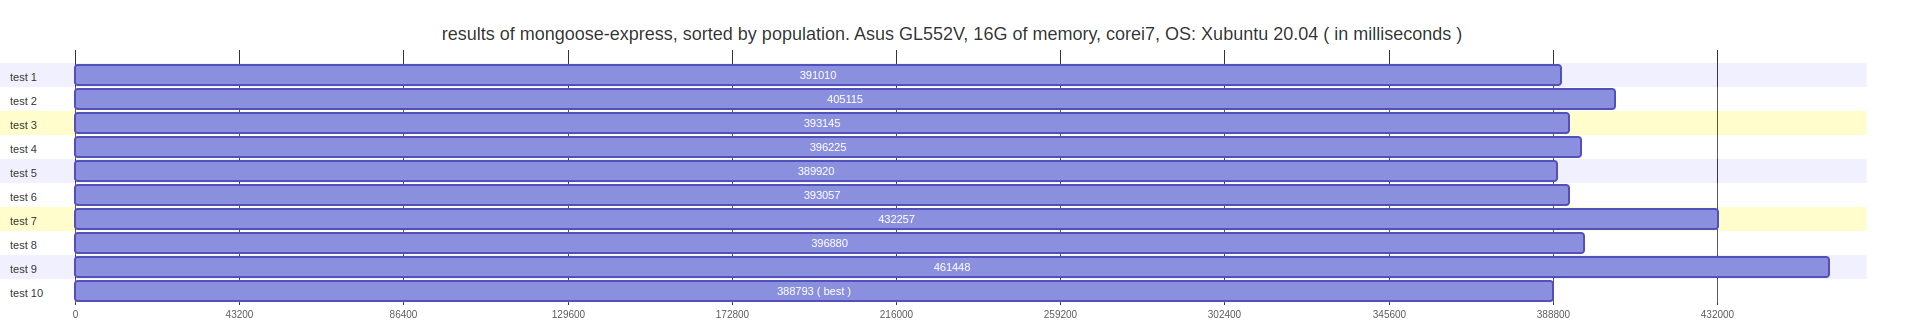 results of mongoose-express, sorted by population. Asus GL552V, 16G of memory, corei7, OS: Xubuntu 20.04 ( in milliseconds )
test 1 391010
test 2 405115
test 3 393145
test 4 396225
test 5 389920
test 6 393057
test 7 432257
test 8 396880
test 9 461448
test 10 388793 ( best )
0 43200 86400 129600 172800 216000 259200 302400 345600 388800 432000